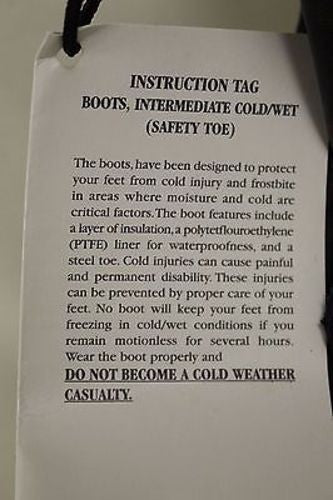 INSTRUCTION TAG
BOOTS, INTERMEDIATE COLD/WET
(SAFETY TOE)
The boots, have been designed to protect
your feet from cold injury and frostbite
in areas where moisture and cold are
critical factors. The boot features include
a layer of insulation, a polytetflouroethylene
(PTFE) liner for waterproofness, and a
steel toe. Cold injuries can cause painful
and permanent disability. These injuries
can be prevented by proper care of your
feet. No boot will keep your feet from
freezing in cold/wet conditions if you
remain motionless for several hours.
Wear the boot properly and
DO NOT BECOME A COLD WEATHER
CASUALTY.